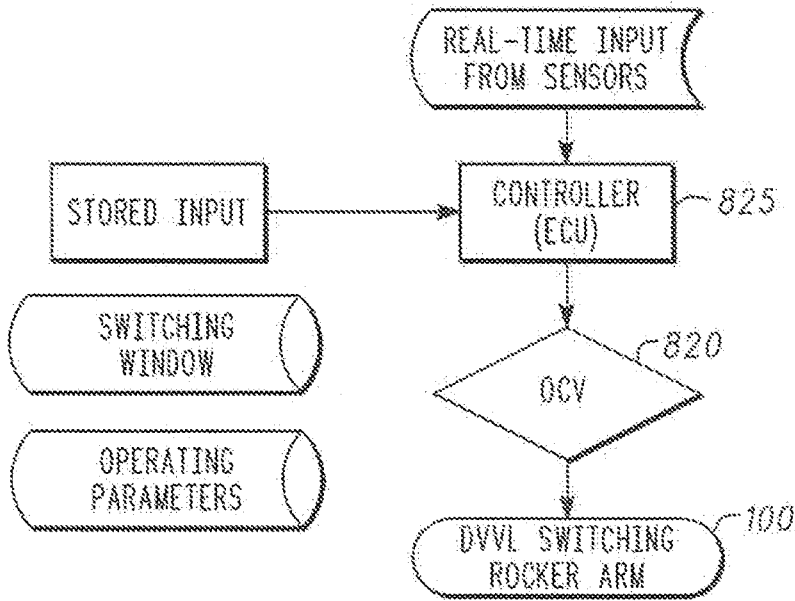 REAL-TIME INPUT
FROM SENSORS
STORED INPUT
CONTROLLER
(ECU)
825
SWITCHING
WINDOW
820
OCV
OPERATING
PARAMETERS
100
DVVL SWITCHING
ROCKER ARM